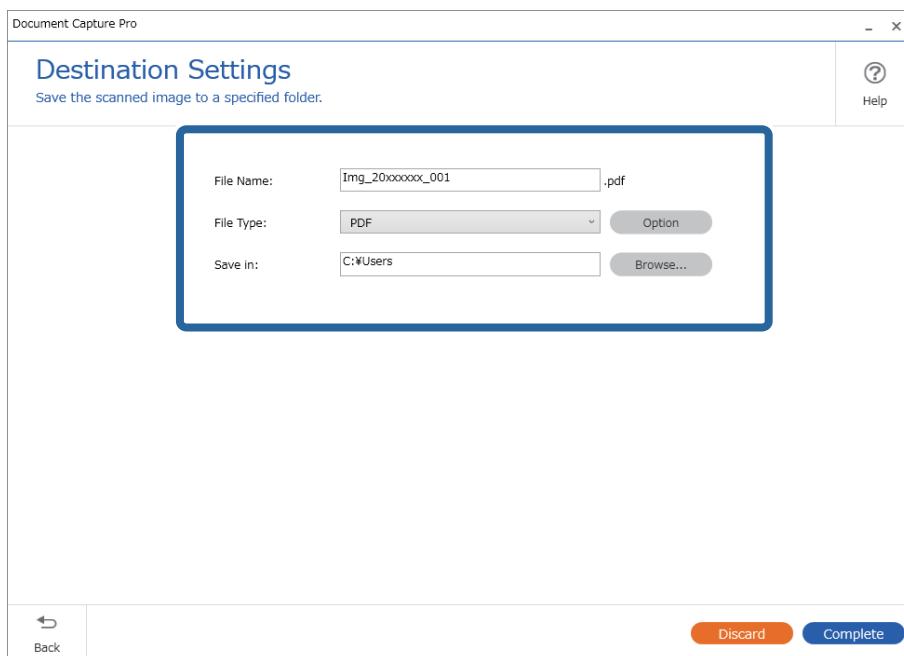 Document Capture Pro
Destination Settings
Save the scanned image to a specified folder.
Help
File Name: Img_20xxxxxx_001 .pdf
File Type: PDF Option
Save in: C:¥Users Browse...
Back
Discard Complete